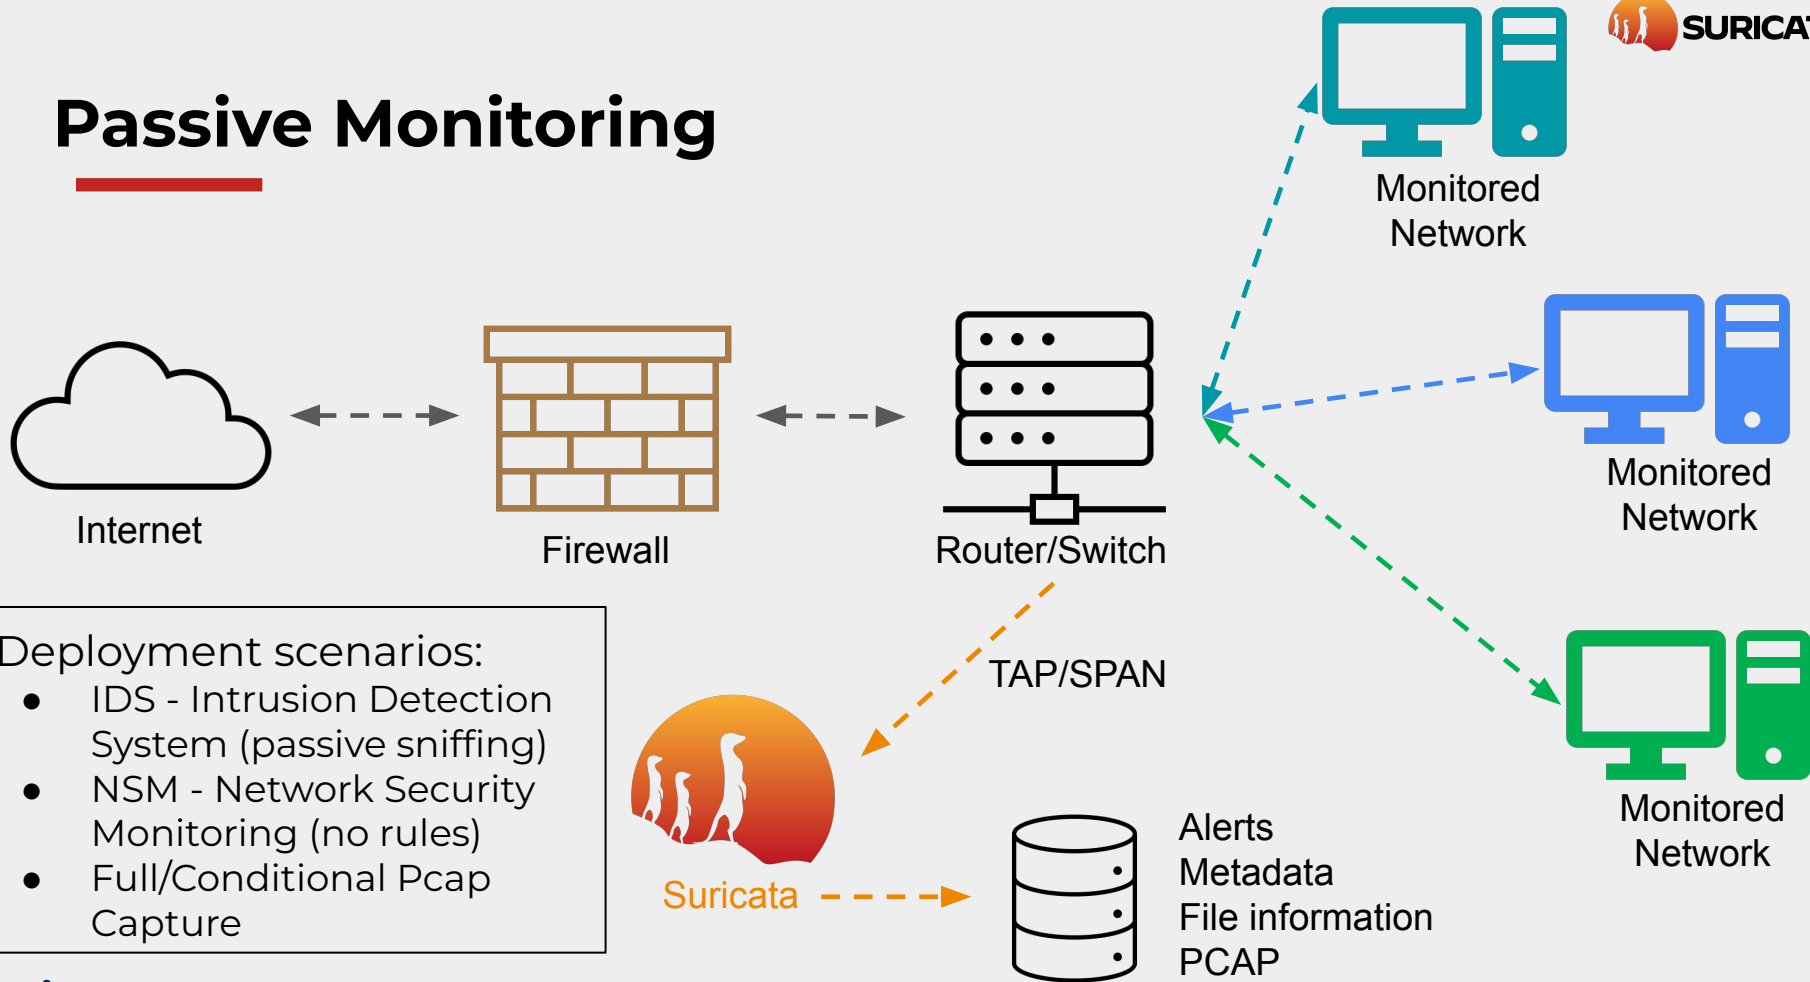 SURICAT
Passive Monitoring
Monitored
Network
Monitored
Network
Internet
Firewall
Router/Switch
Deployment scenarios:
● IDS - Intrusion Detection
System (passive sniffing)
● NSM - Network Security
Monitoring (no rules)
● Full/Conditional Pcap
Capture
TAP/SPAN
Suricata
Alerts
Metadata
File information
PCAP
Monitored
Network